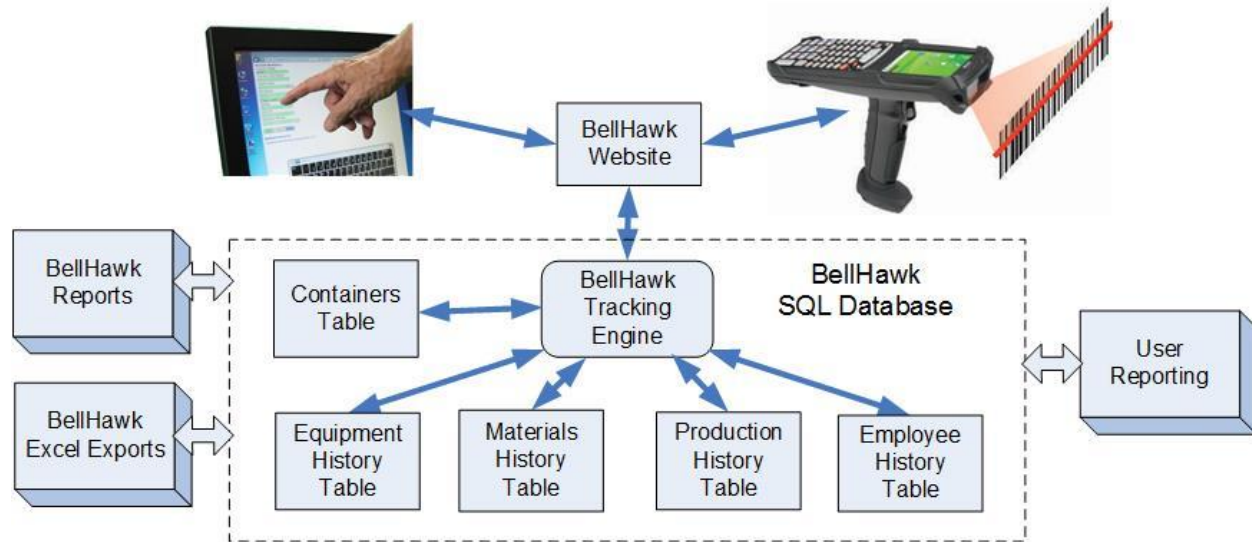 BellHawk
Website
BellHawk
Reports
Containers
Table
BellHawk
Tracking
Engine
BellHawk
SQL Database
User
Reporting
BellHawk
Excel Exports
Equipment
History
Table
Materials
History
Table
Production
History
Table
Employee
History
Table